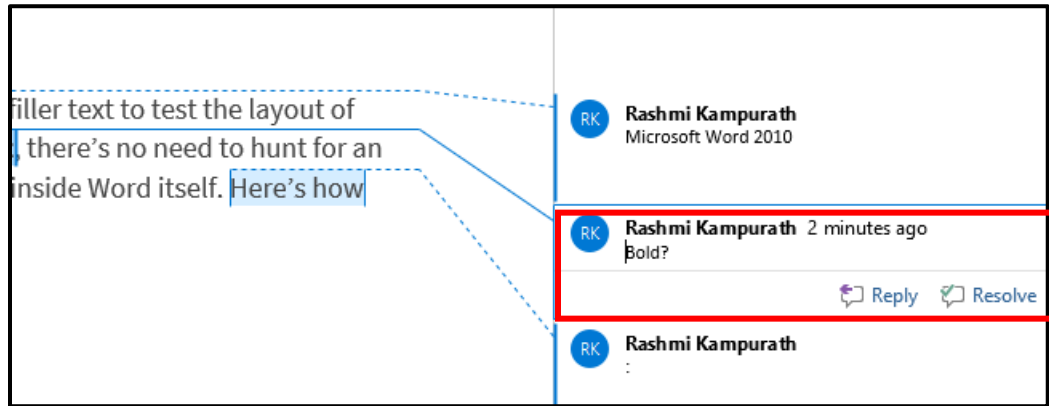 filler text to test the layout of
, there's no need to hunt for an
inside Word itself. Here's how
RK Rashmi Kampurath
Microsoft Word 2010
RK Rashmi Kampurath 2 minutes ago
Bold?
Reply Resolve
RK Rashmi Kampurath
: